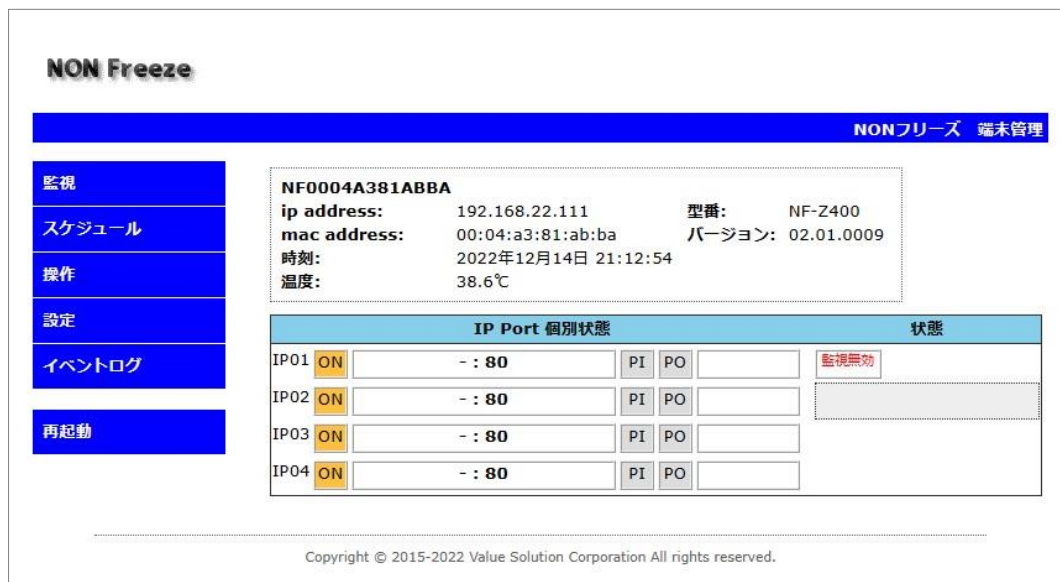 NON Freeze
NONフリーズ 端末管理
監視
スケジュール
操作
設定
イベントログ
再起動
NF0004A381ABBA
ip address: 192.168.22.111 型番: NF-Z400
mac address: 00:04:a3:81:ab:ba バージョン: 02.01.0009
時刻: 2022年12月14日 21:12:54
温度: 38.6℃
IP Port 個別状態 状態
IP01 ON - : 80 PI PO 監視無効
IP02 ON - : 80 PI PO
IP03 ON - : 80 PI PO
IP04 ON - : 80 PI PO
Copyright © 2015-2022 Value Solution Corporation All rights reserved.